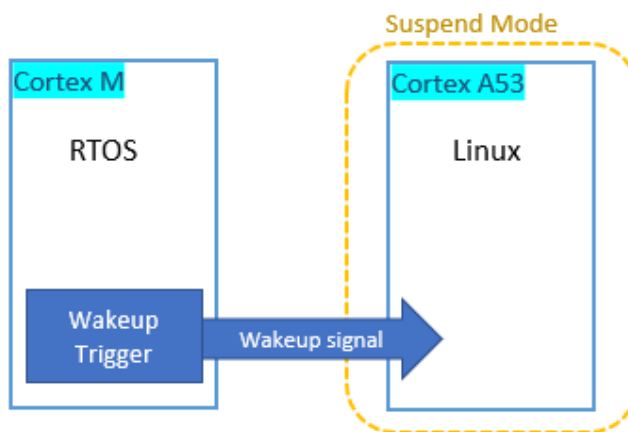 Suspend Mode
Cortex M
Cortex A53
RTOS
Linux
Wakeup
Trigger
Wakeup signal